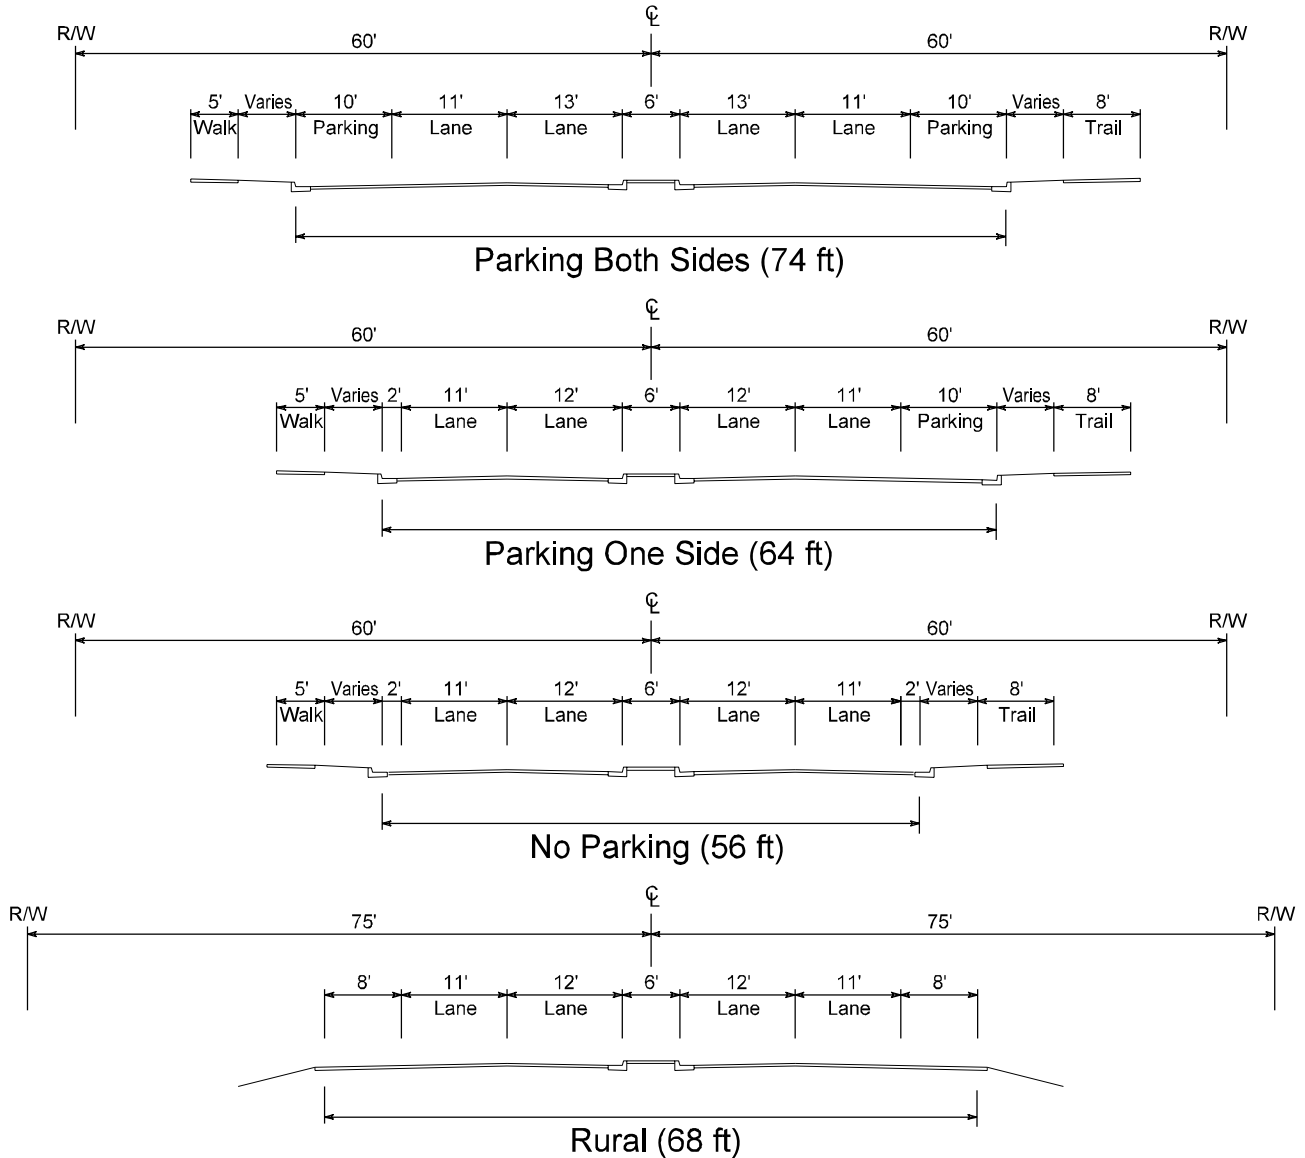 ℄
R/W 60' 60' R/W
5' Varies 10' 11' 13' 6' 13' 11' 10' Varies 8'
Walk Parking Lane Lane Lane Lane Parking Trail
Parking Both Sides (74 ft)
℄
R/W 60' 60' R/W
5' Varies 2' 11' 12' 6' 12' 11' 10' Varies 8'
Walk Lane Lane Lane Lane Parking Trail
Parking One Side (64 ft)
℄
R/W 60' 60' R/W
5' Varies 2' 11' 12' 6' 12' 11' 2' Varies 8'
Walk Lane Lane Lane Lane Trail
No Parking (56 ft)
℄
R/W 75' 75' R/W
8' 11' 12' 6' 12' 11' 8'
Lane Lane Lane Lane
Rural (68 ft)